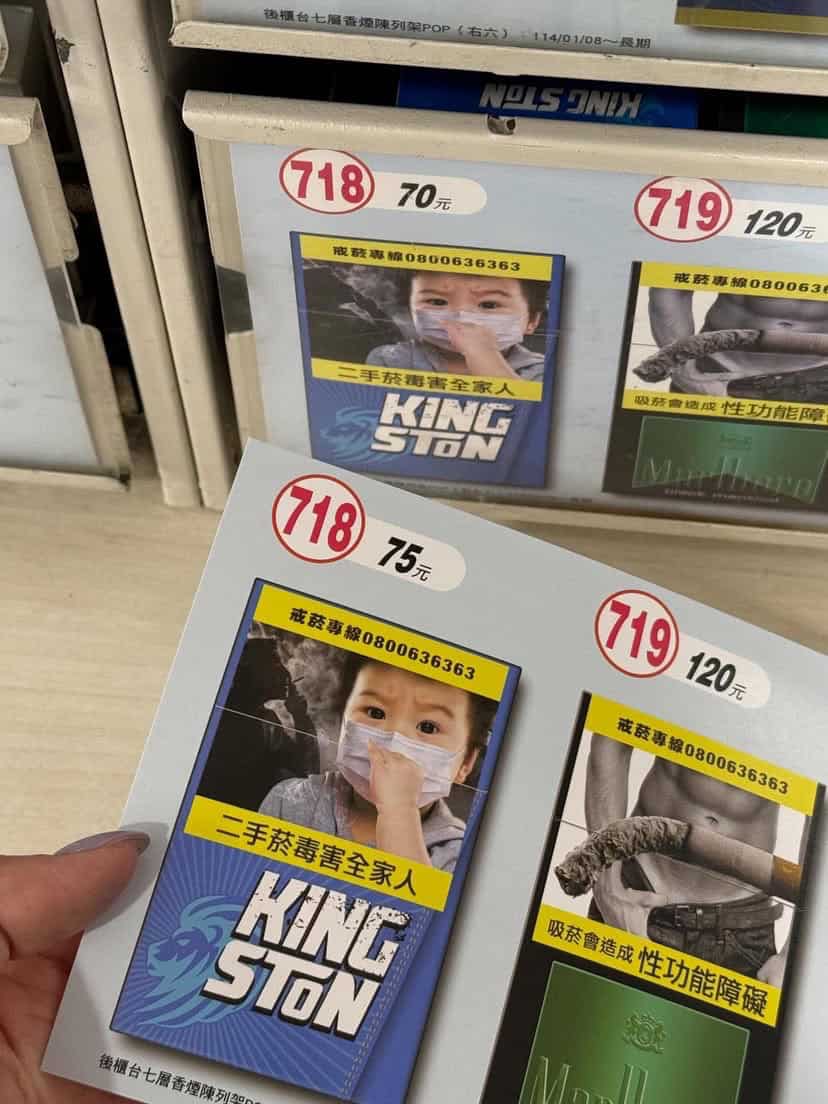 後櫃台七層香煙陳列架POP（右六） 114/01/08～長期
KINGSTON
718 70元
戒菸專線0800636363
二手菸毒害全家人
KING
STON
719 120元
戒菸專線08006363
吸菸會造成 性功能障
Marlboro
718 75元
戒菸專線0800636363
二手菸毒害全家人
KING
STON
後櫃台七層香煙陳列架PO
719 120元
戒菸專線0800636363
吸菸會造成 性功能障礙
Marl